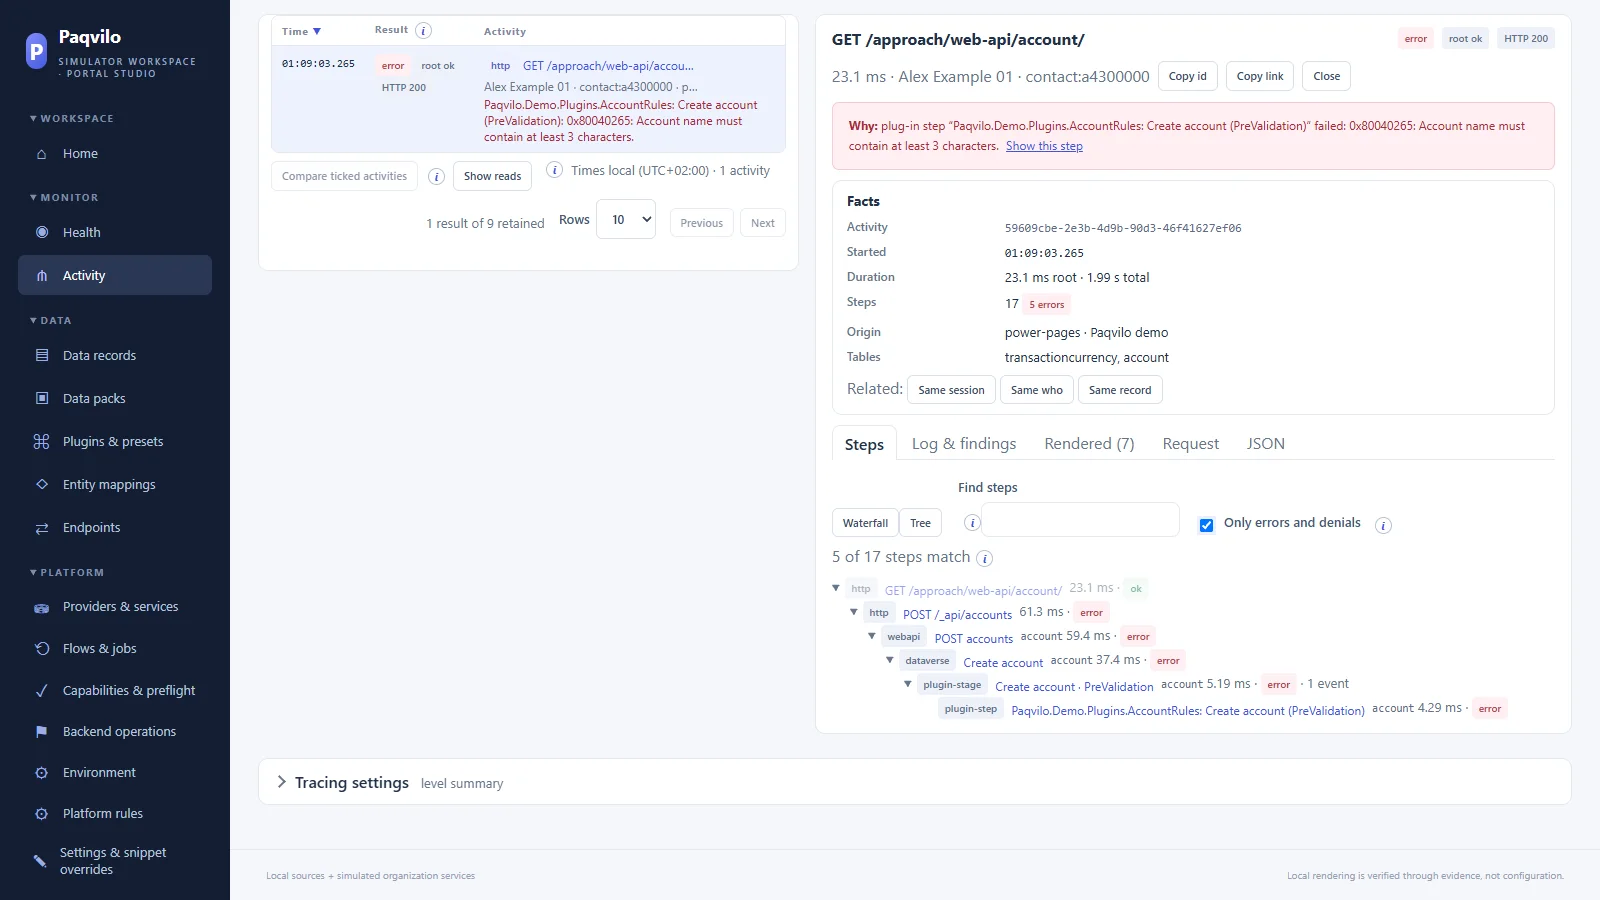 P
Paqvilo
SIMULATOR WORKSPACE
· PORTAL STUDIO
▼ WORKSPACE
Home
▼ MONITOR
Health
Activity
▼ DATA
Data records
Data packs
Plugins & presets
Entity mappings
Endpoints
▼ PLATFORM
Providers & services
Flows & jobs
Capabilities & preflight
Backend operations
Environment
Platform rules
Settings & snippet
overrides
Time ▼ Result i Activity
01:09:03.265 error root ok http GET /approach/web-api/accou...
HTTP 200 Alex Example 01 · contact:a4300000 · p...
Paqvilo.Demo.Plugins.AccountRules: Create account
(PreValidation): 0x80040265: Account name must
contain at least 3 characters.
Compare ticked activities i Show reads i Times local (UTC+02:00) · 1 activity
1 result of 9 retained Rows 10 Previous Next
GET /approach/web-api/account/ error root ok HTTP 200
23.1 ms · Alex Example 01 · contact:a4300000 Copy id Copy link Close
Why: plug-in step “Paqvilo.Demo.Plugins.AccountRules: Create account (PreValidation)” failed: 0x80040265: Account name must
contain at least 3 characters. Show this step
Facts
Activity 59609cbe-2e3b-4d9b-90d3-46f41627ef06
Started 01:09:03.265
Duration 23.1 ms root · 1.99 s total
Steps 17 5 errors
Origin power-pages · Paqvilo demo
Tables transactioncurrency, account
Related: Same session Same who Same record
Steps Log & findings Rendered (7) Request JSON
Find steps
Waterfall Tree i Only errors and denials i
5 of 17 steps match i
▼ http GET /approach/web-api/account/ 23.1 ms · ok
▼ http POST /_api/accounts 61.3 ms · error
▼ webapi POST accounts account 59.4 ms · error
▼ dataverse Create account account 37.4 ms · error
▼ plugin-stage Create account · PreValidation account 5.19 ms · error · 1 event
plugin-step Paqvilo.Demo.Plugins.AccountRules: Create account (PreValidation) account 4.29 ms · error
Tracing settings level summary
Local sources + simulated organization services
Local rendering is verified through evidence, not configuration.